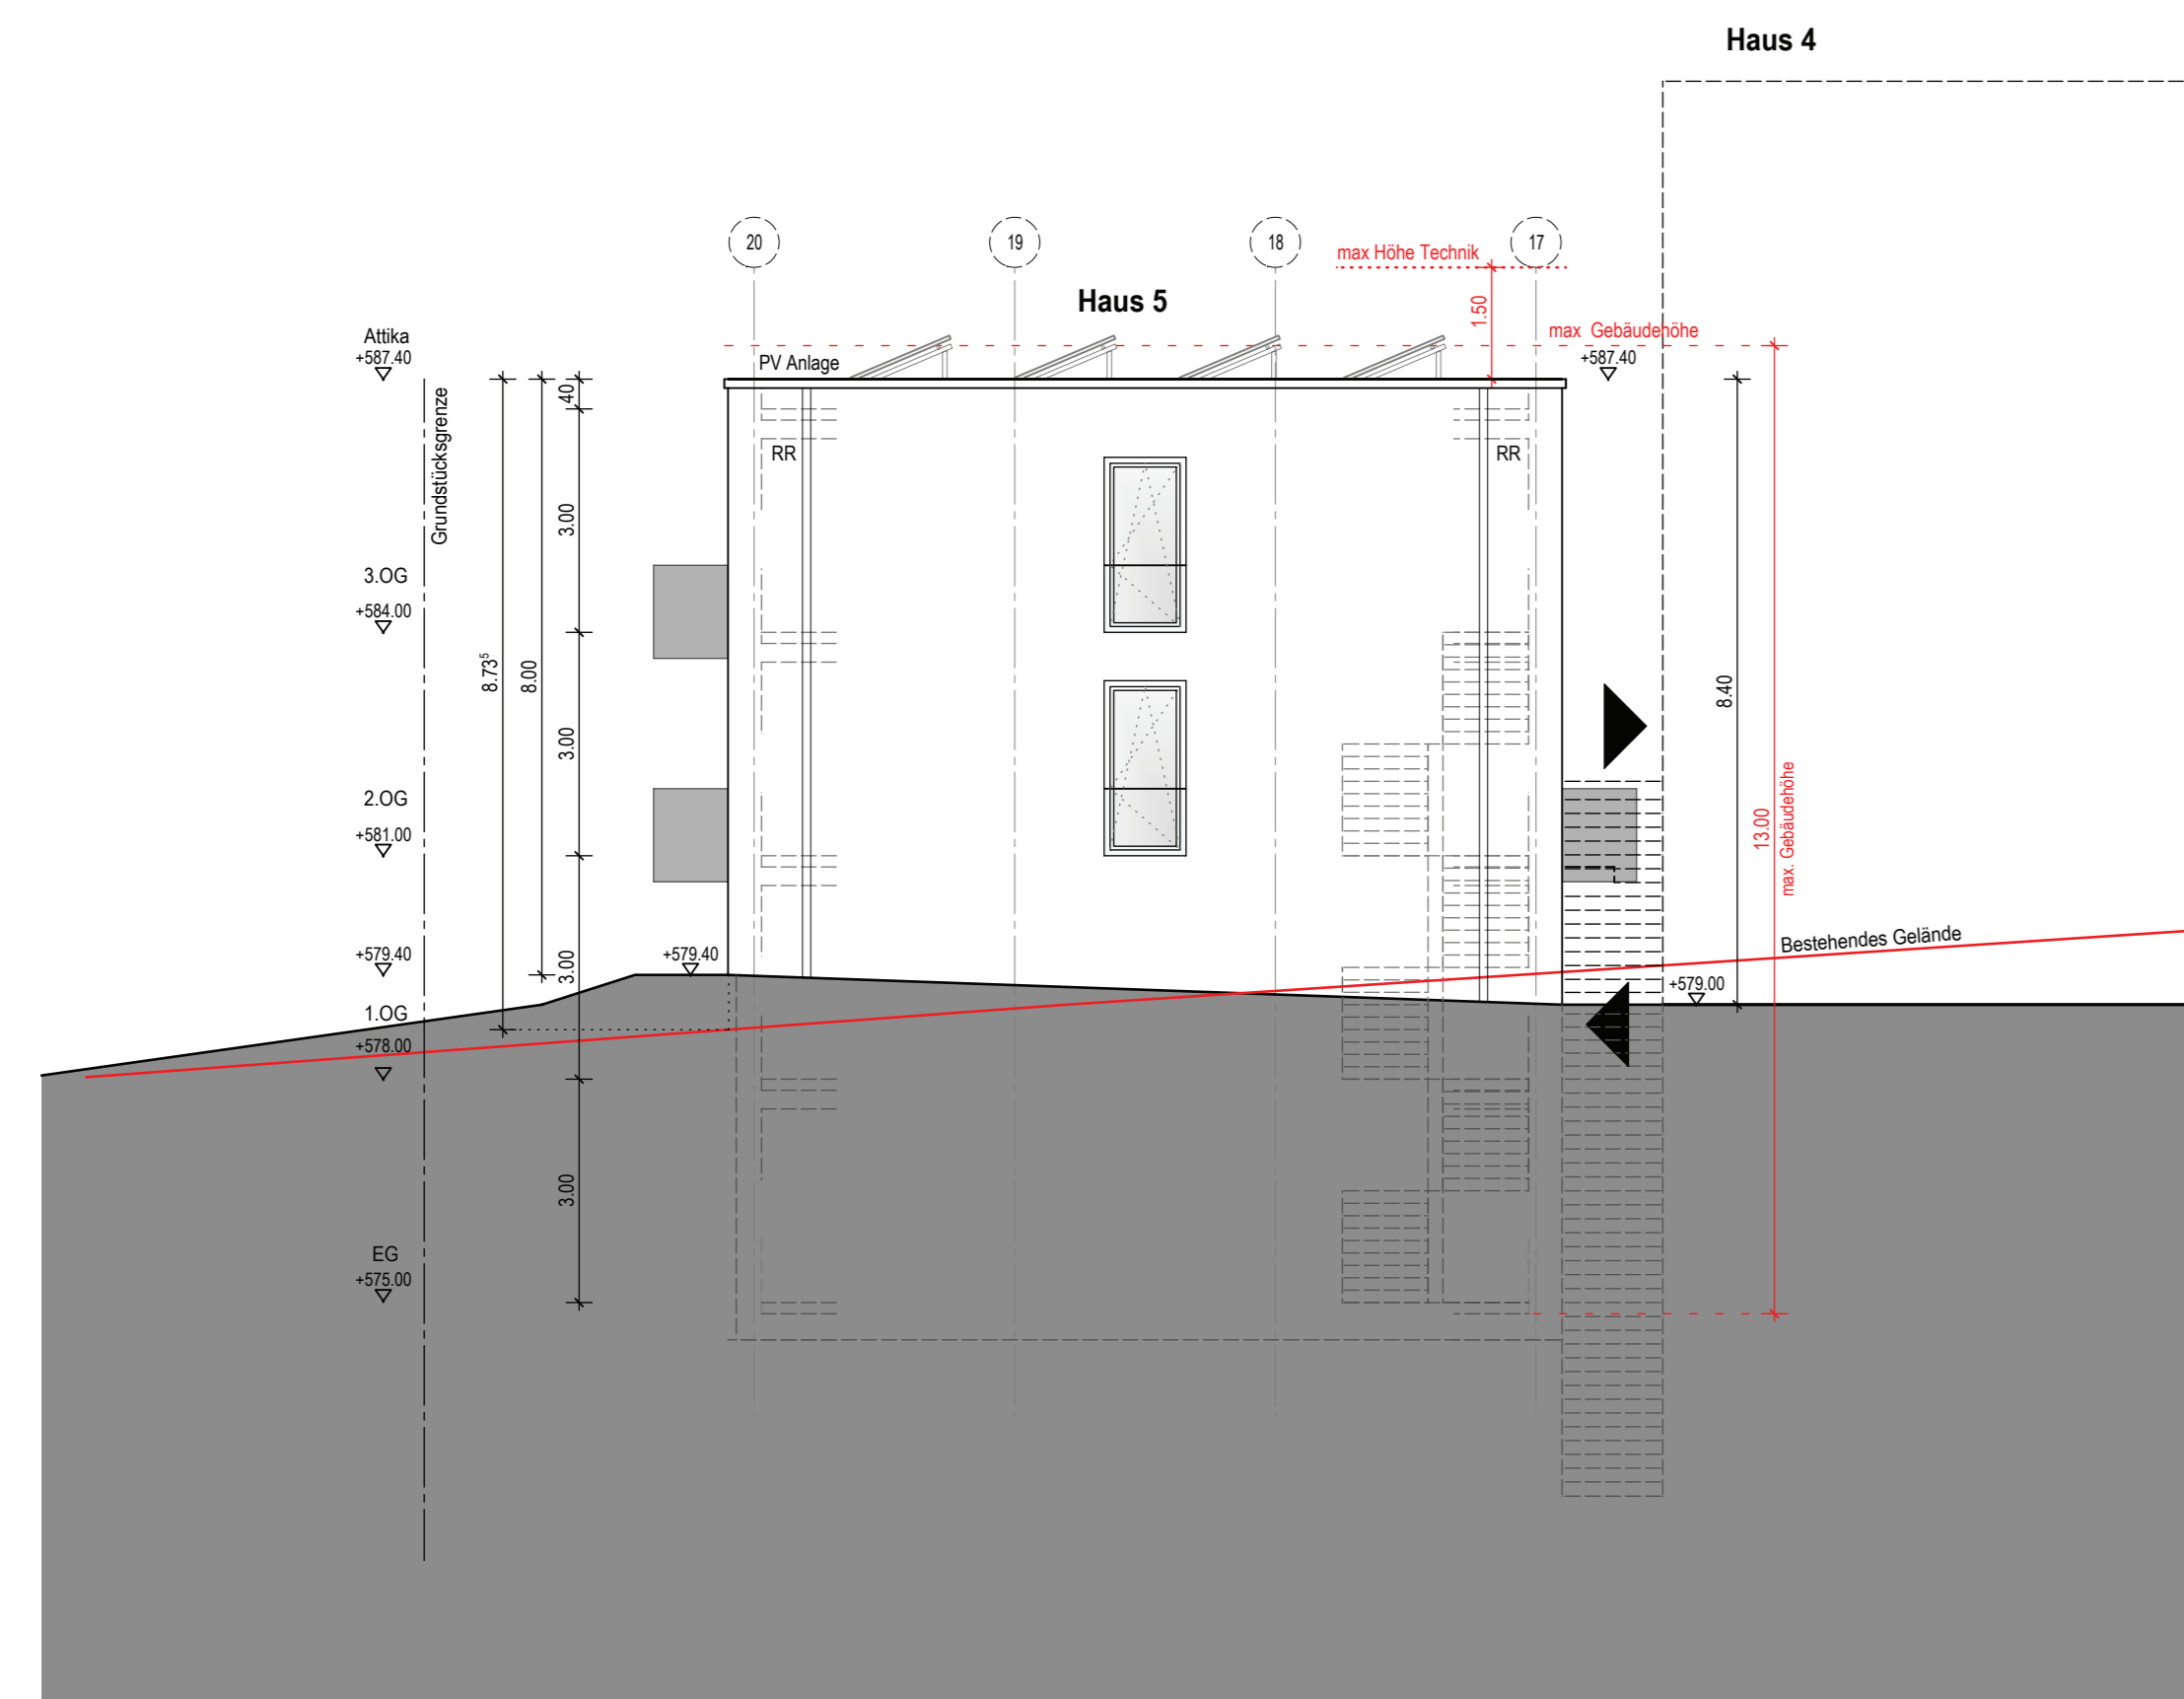 Haus 4
20
19
18
17
max Höhe Technik
Haus 5
1.50
max Gebäudehöhe
Attika
+587.40
PV Anlage
+587.40
40
Grundstücksgrenze
RR
RR
3.00
3.OG
+584.00
8.73⁵
8.00
8.40
3.00
2.OG
+581.00
13.00
max. Gebäudehöhe
Bestehendes Gelände
+579.40
+579.40
3.00
+579.00
1.OG
+578.00
3.00
EG
+575.00